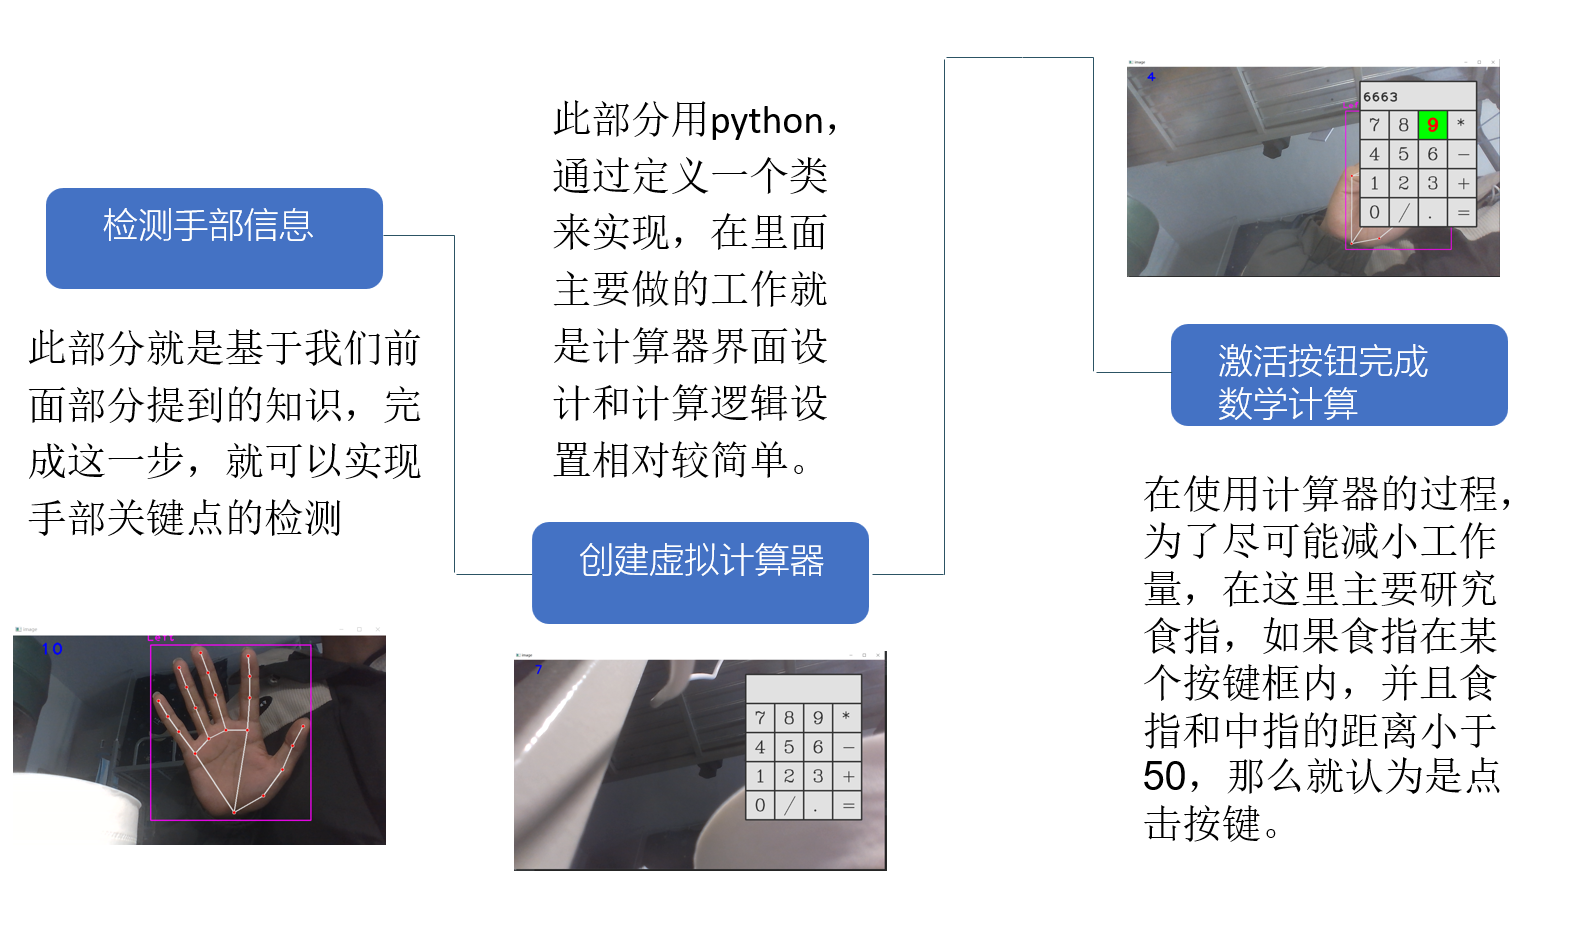 检测手部信息
此部分就是基于我们前
面部分提到的知识，完
成这一步，就可以实现
手部关键点的检测
Image
10
Left
此部分用python，
通过定义一个类
来实现，在里面
主要做的工作就
是计算器界面设
计和计算逻辑设
置相对较简单。
创建虚拟计算器
Image
7
7 8 9 *
4 5 6 -
1 2 3 +
0 / . =
Image
4
6663
7 8 9 *
4 5 6 -
1 2 3 +
0 / . =
激活按钮完成
数学计算
在使用计算器的过程，
为了尽可能减小工作
量，在这里主要研究
食指，如果食指在某
个按键框内，并且食
指和中指的距离小于
50，那么就认为是点
击按键。